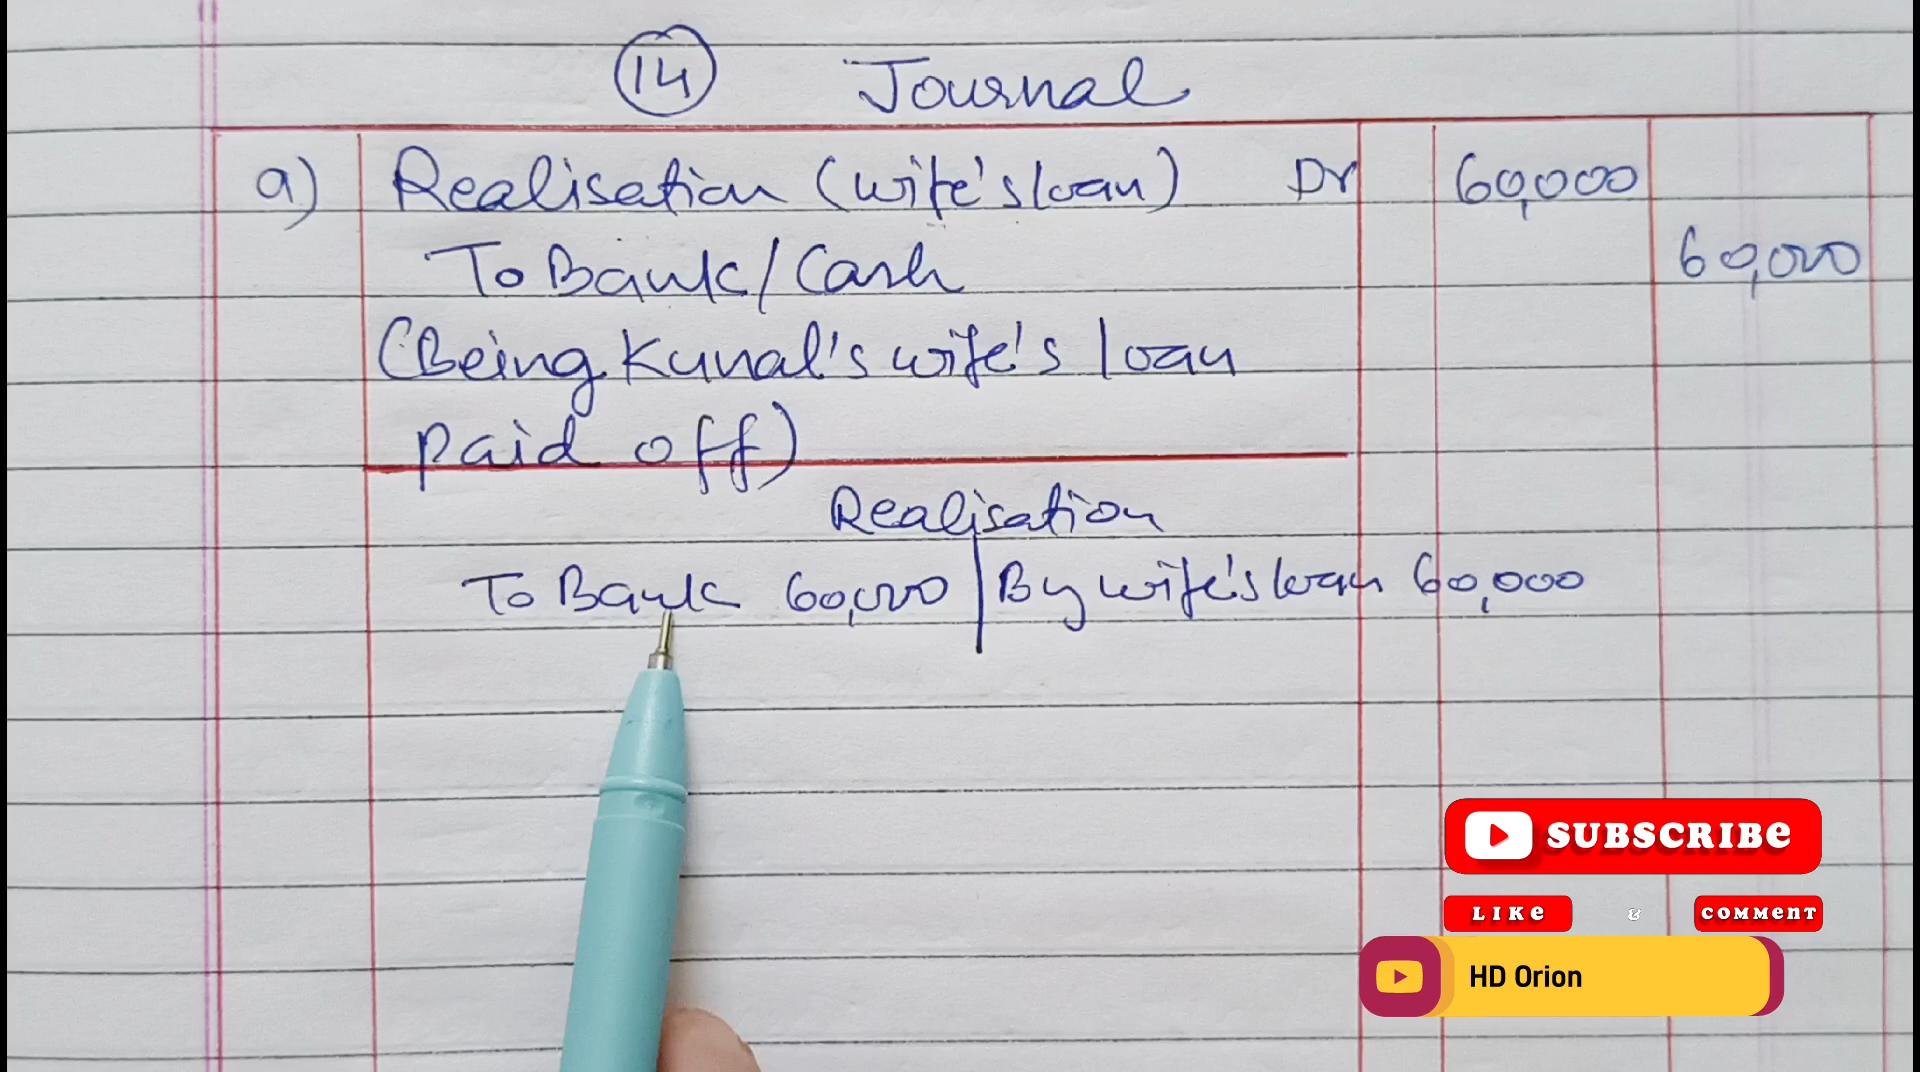 14 Journal
a) Realisation (wife's loan) Dr 60,000
To Bank/Cash 60,000
(Being Kunal's wife's loan
paid off)
Realisation
To Bank 60,000 By wife's loan 60,000
SUBSCRIBE
LIKE & COMMENT
HD Orion